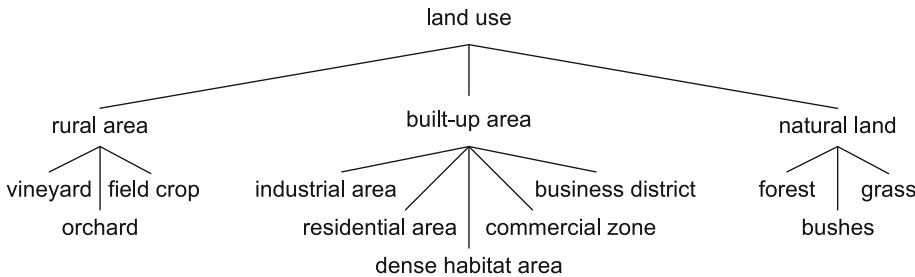 land use
rural area
built-up area
natural land
vineyard
field crop
industrial area
business district
forest
grass
orchard
residential area
commercial zone
bushes
dense habitat area